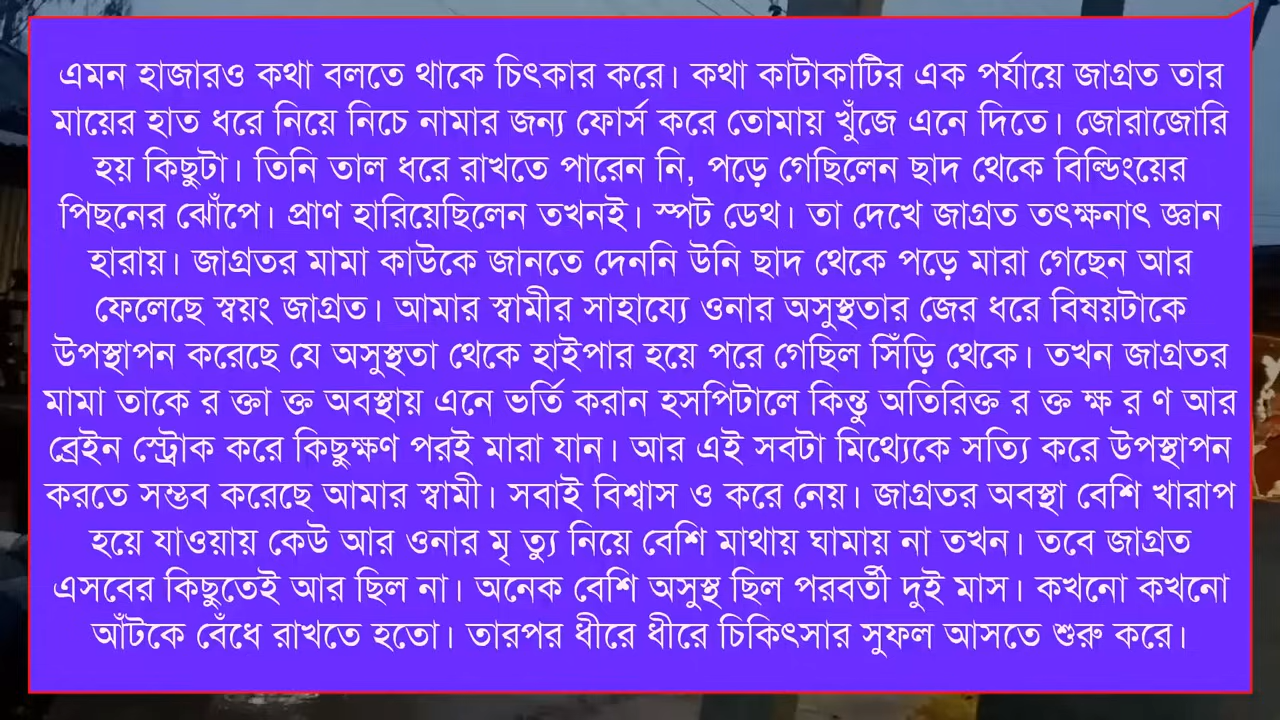 এমন হাজারও কথা বলতে থাকে চিৎকার করে। কথা কাটাকাটির এক পর্যায়ে জাগ্রত তার
মায়ের হাত ধরে নিয়ে নিচে নামার জন্য ফোর্স করে তোমায় খুঁজে এনে দিতে। জোরাজোরি
হয় কিছুটা। তিনি তাল ধরে রাখতে পারেন নি, পড়ে গেছিলেন ছাদ থেকে বিল্ডিংয়ের
পিছনের ঝোঁপে। প্রাণ হারিয়েছিলেন তখনই। স্পট ডেথ। তা দেখে জাগ্রত তৎক্ষনাৎ জ্ঞান
হারায়। জাগ্রতর মামা কাউকে জানতে দেননি উনি ছাদ থেকে পড়ে মারা গেছেন আর
ফেলেছে স্বয়ং জাগ্রত। আমার স্বামীর সাহায্যে ওনার অসুস্থতার জের ধরে বিষয়টাকে
উপস্থাপন করেছে যে অসুস্থতা থেকে হাইপার হয়ে পরে গেছিল সিঁড়ি থেকে। তখন জাগ্রতর
মামা তাকে র ক্তা ক্ত অবস্থায় এনে ভর্তি করান হসপিটালে কিন্তু অতিরিক্ত র ক্ত ক্ষ র ণ আর
ব্রেইন স্ট্রোক করে কিছুক্ষণ পরই মারা যান। আর এই সবটা মিথ্যেকে সত্যি করে উপস্থাপন
করতে সম্ভব করেছে আমার স্বামী। সবাই বিশ্বাস ও করে নেয়। জাগ্রতর অবস্থা বেশি খারাপ
হয়ে যাওয়ায় কেউ আর ওনার মৃ ত্যু নিয়ে বেশি মাথায় ঘামায় না তখন। তবে জাগ্রত
এসবের কিছুতেই আর ছিল না। অনেক বেশি অসুস্থ ছিল পরবর্তী দুই মাস। কখনো কখনো
আঁটকে বেঁধে রাখতে হতো। তারপর ধীরে ধীরে চিকিৎসার সুফল আসতে শুরু করে।